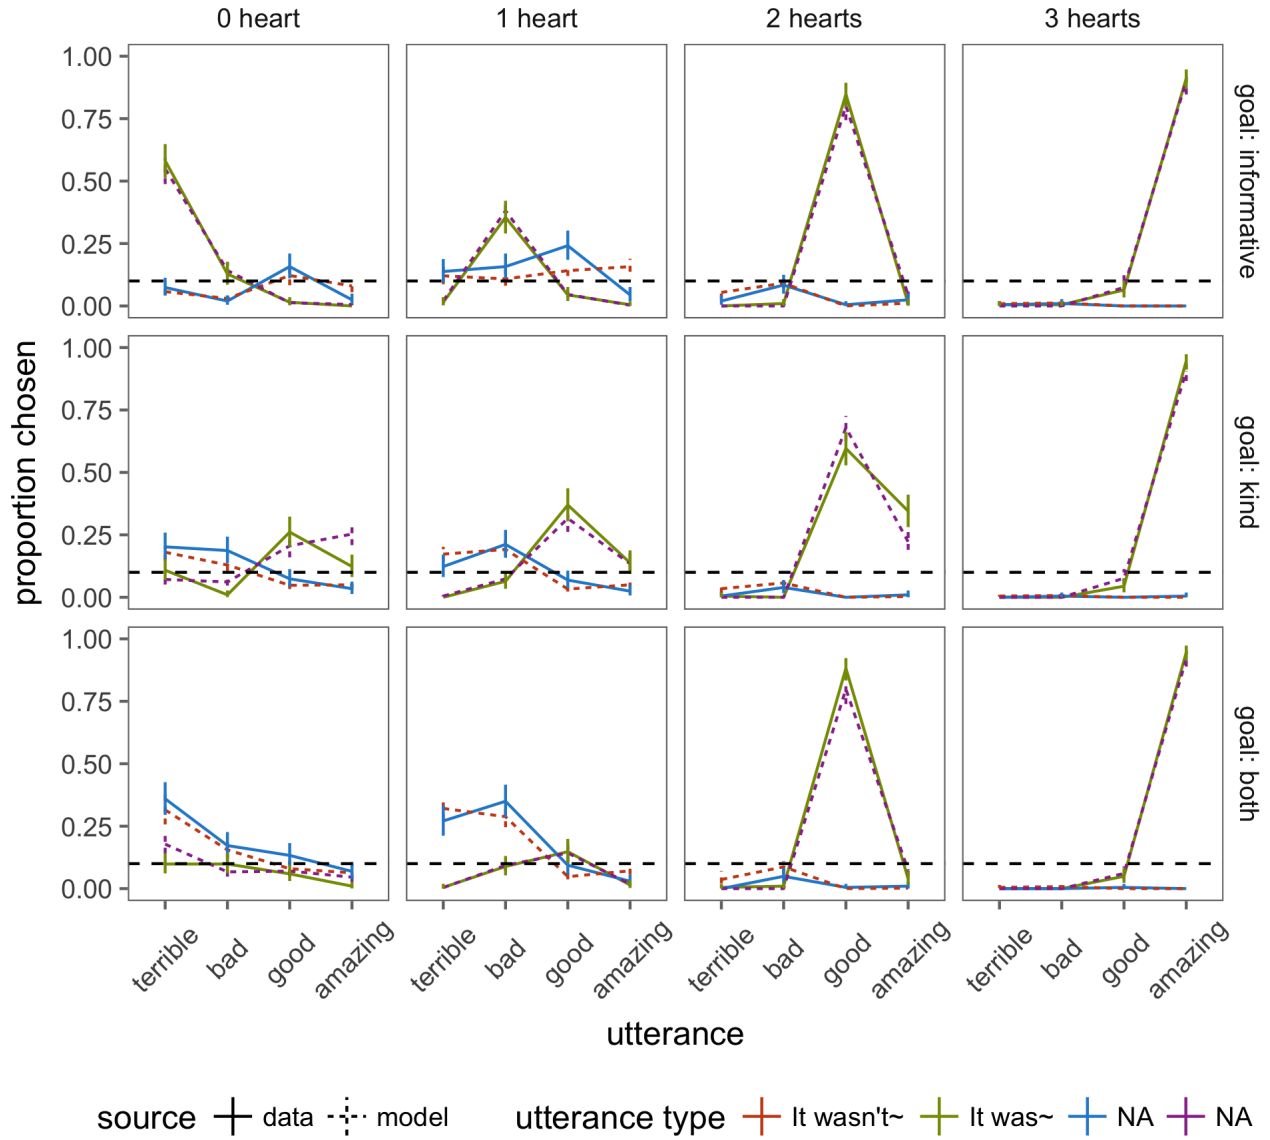 0 heart 1 heart 2 hearts 3 hearts
1.00
0.75
0.50
0.25
0.00
goal: informative
1.00
0.75
0.50
0.25
0.00
goal: kind
1.00
0.75
0.50
0.25
0.00
goal: both
proportion chosen
terrible bad good amazing terrible bad good amazing terrible bad good amazing terrible bad good amazing
utterance
source data model utterance type It wasn't~ It was~ NA NA